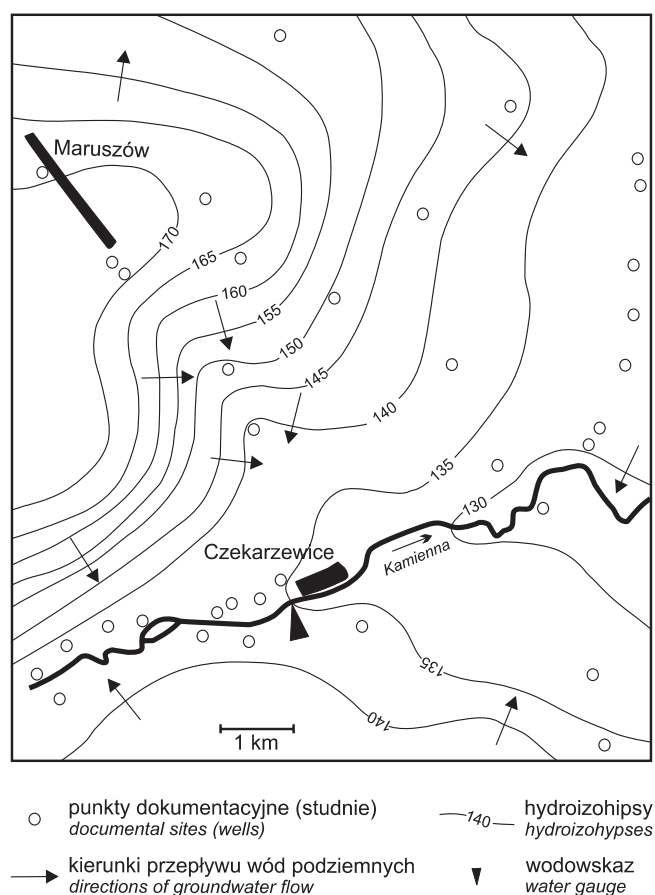 Maruszów
170
165
160
155
150
145
140
135
130
Czekarzewice
Kamienna
135
140
1 km
punkty dokumentacyjne (studnie)
documental sites (wells)
140
hydroizohipsy
hydroizohypses
kierunki przepływu wód podziemnych
directions of groundwater flow
wodowskaz
water gauge